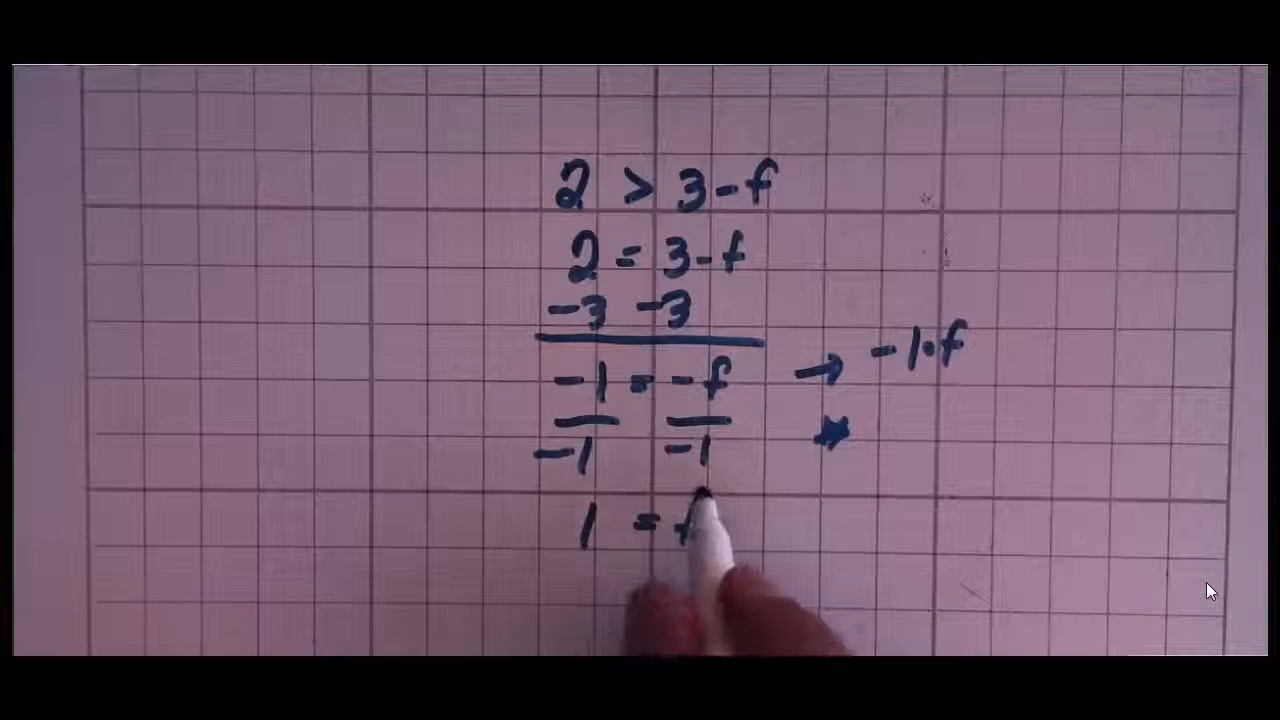 2 > 3-f
2 = 3-f
-3 -3
-1 = -f → -1·f
-1 -1
1 = f